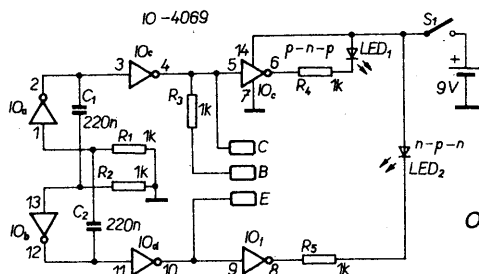 IO-4069
S1
2
IOa
1
C1
220n
3
IOc
4
R3
1k
5
14
7
6
IOc
p-n-p
R4
1k
LED1
+
9V
R1
1k
R2
1k
C
B
E
n-p-n
LED2
13
IOb
12
C2
220n
11
IOd
10
9
IOf
8
R5
1k
O